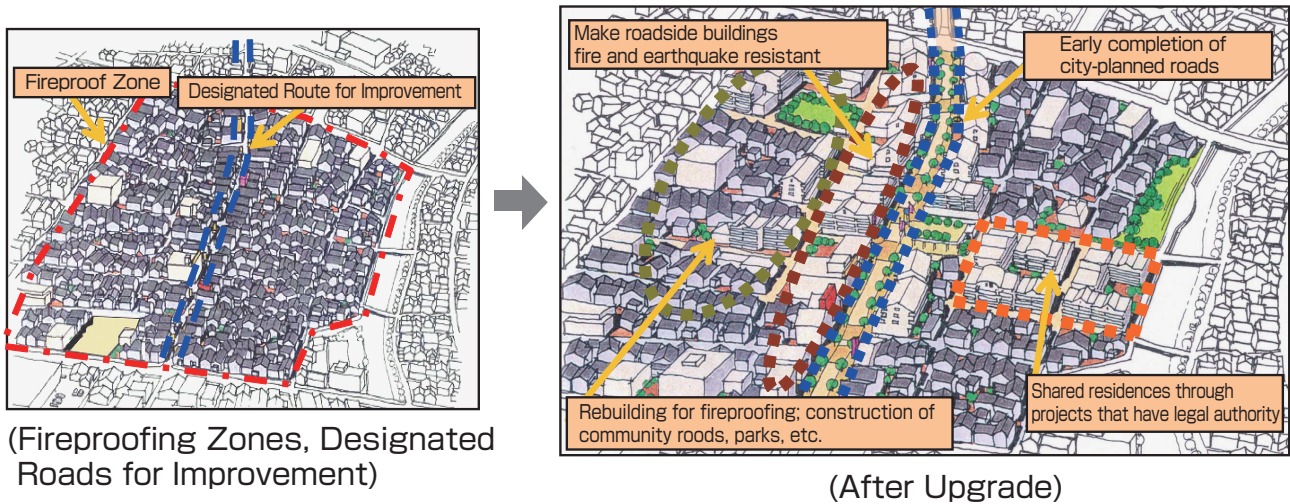 Fireproof Zone
Designated Route for Improvement
(Fireproofing Zones, Designated
Roads for Improvement)
Make roadside buildings
fire and earthquake resistant
Early completion of
city-planned roads
Rebuilding for fireproofing; construction of
community roods, parks, etc.
Shared residences through
projects that have legal authority
(After Upgrade)